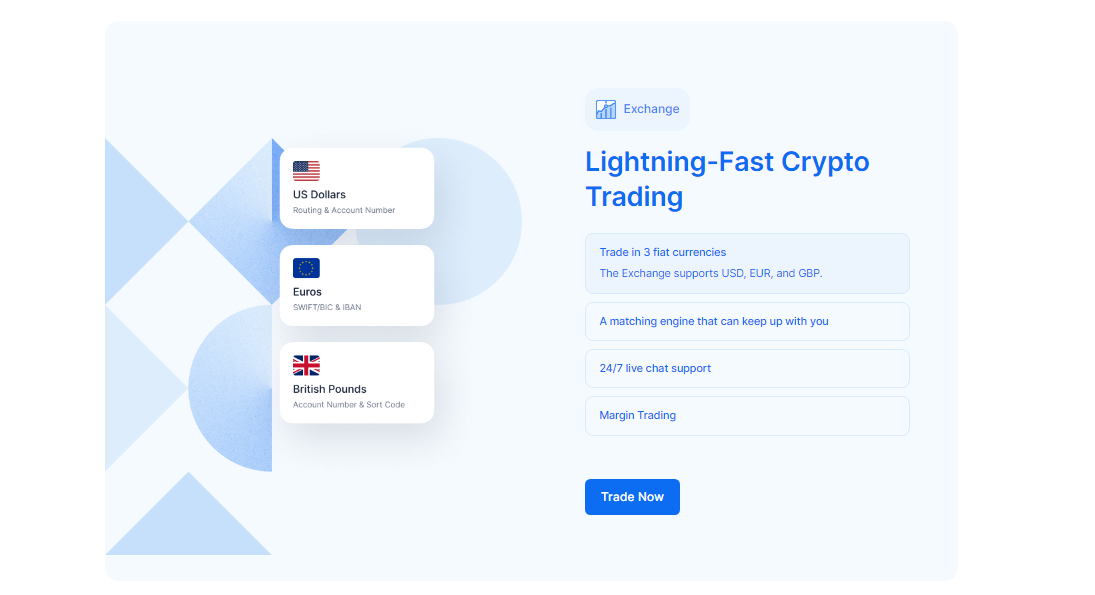 US Dollars
Routing & Account Number
Euros
SWIFT/BIC & IBAN
British Pounds
Account Number & Sort Code
Exchange
Lightning-Fast Crypto
Trading
Trade in 3 fiat currencies
The Exchange supports USD, EUR, and GBP.
A matching engine that can keep up with you
24/7 live chat support
Margin Trading
Trade Now